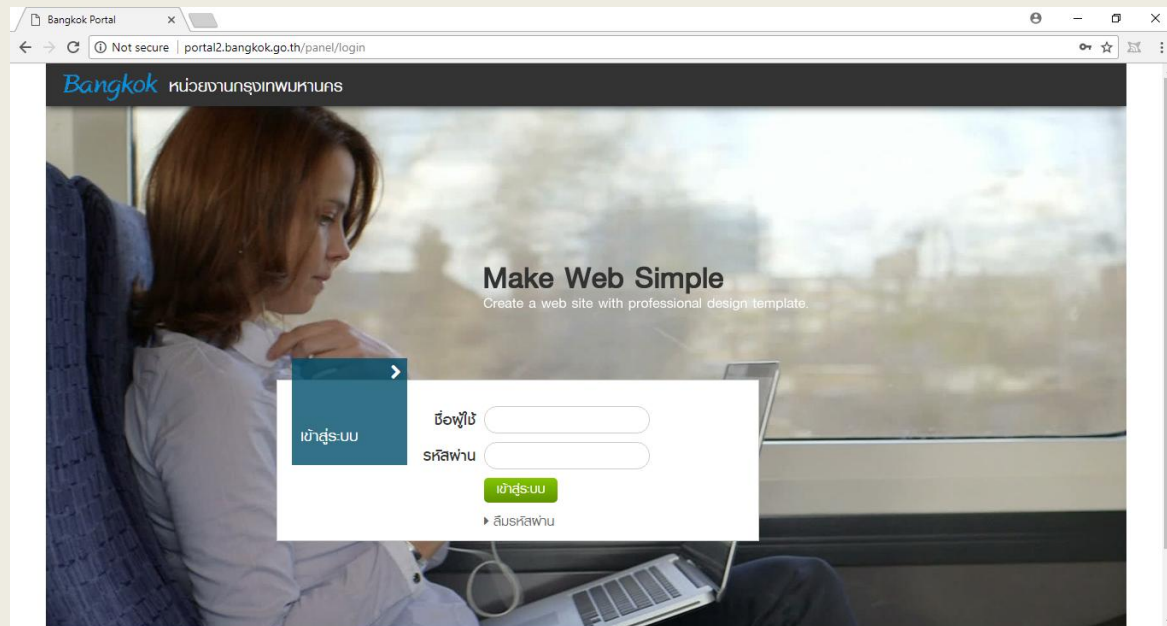 Bangkok Portal
Not secure | portal2.bangkok.go.th/panel/login
Bangkok หน่วยงานกรุงเทพมหานคร
Make Web Simple
Create a web site with professional design template.
เข้าสู่ระบบ
ชื่อผู้ใช้
รหัสผ่าน
เข้าสู่ระบบ
ลืมรหัสผ่าน